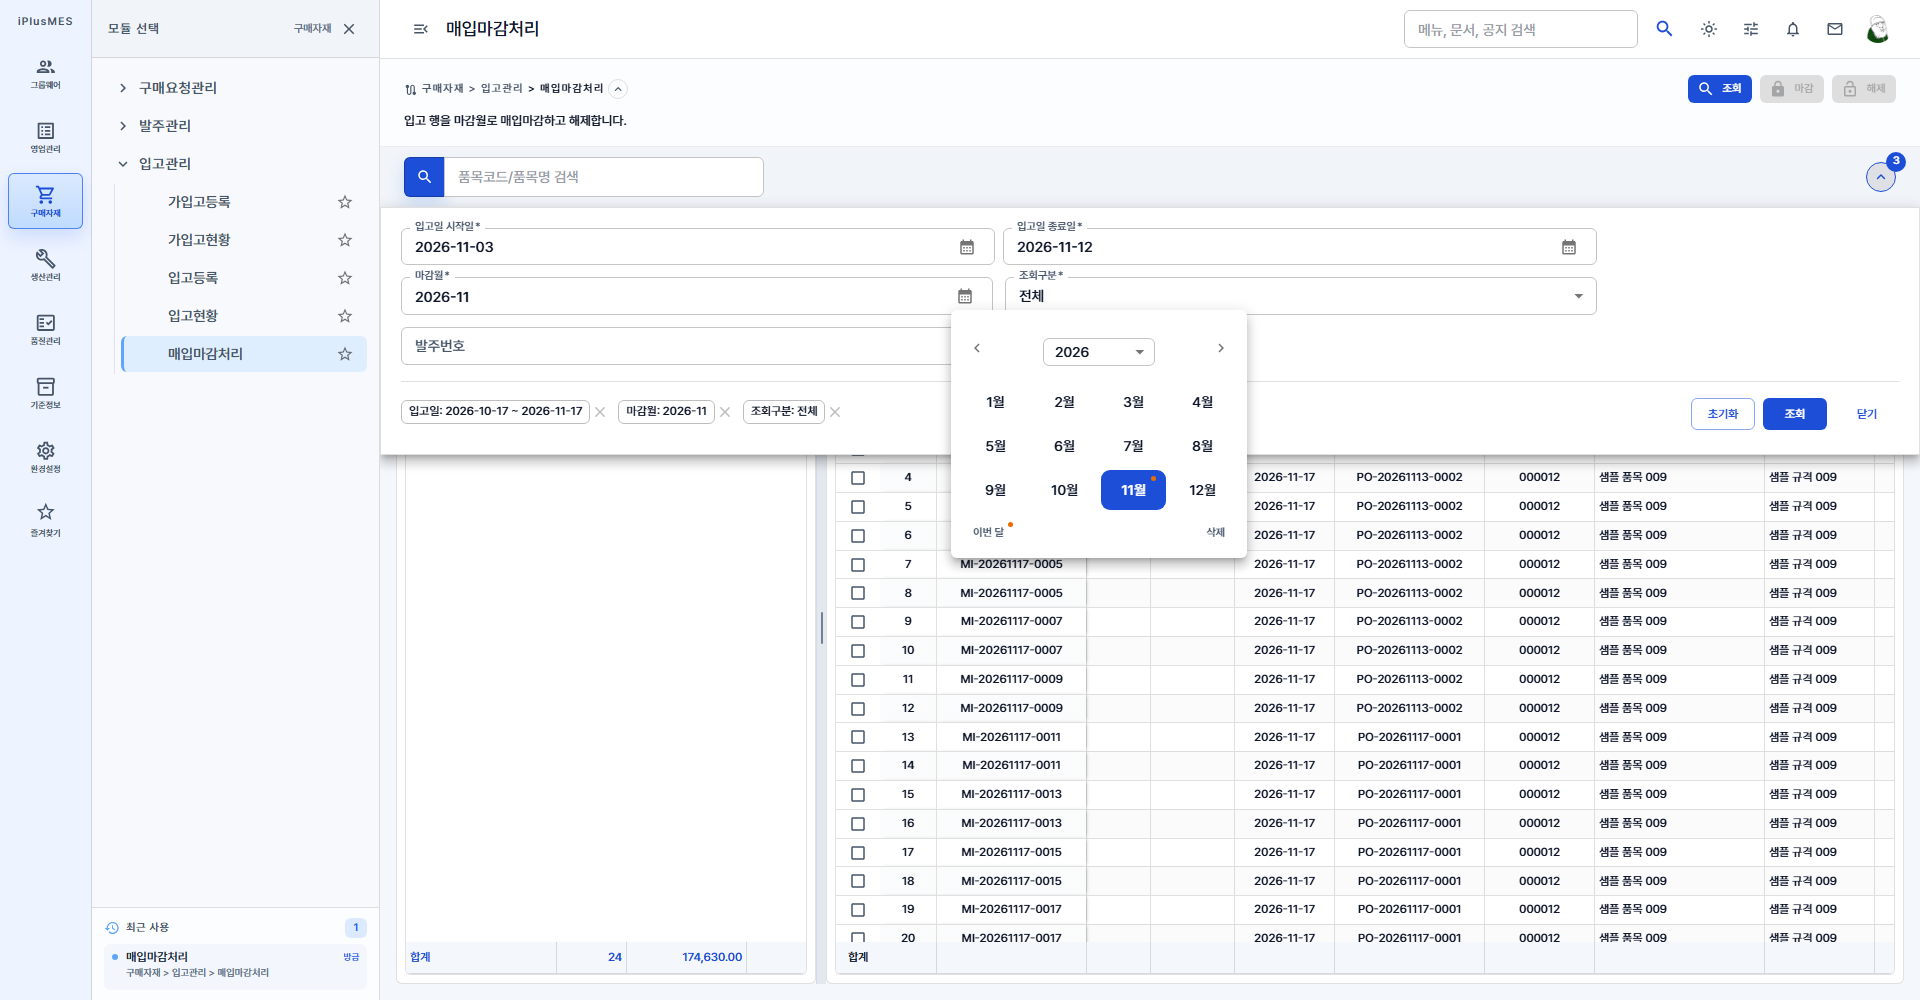 iPlusMES
그룹웨어
영업관리
구매자재
생산관리
품질관리
기준정보
환경설정
즐겨찾기
모듈 선택
구매자재
구매요청관리
발주관리
입고관리
가입고등록
가입고현황
입고등록
입고현황
매입마감처리
최근 사용
1
매입마감처리
방금
구매자재 > 입고관리 > 매입마감처리
매입마감처리
메뉴, 문서, 공지 검색
구매자재 > 입고관리 > 매입마감처리
입고 행을 마감월로 매입마감하고 해제합니다.
조회
마감
해제
품목코드/품목명 검색
3
입고일 시작일*
2026-11-03
입고일 종료일*
2026-11-12
마감월*
2026-11
조회구분*
전체
발주번호
입고일: 2026-10-17 ~ 2026-11-17
마감월: 2026-11
조회구분: 전체
초기화
조회
닫기
2026
1월 2월 3월 4월
5월 6월 7월 8월
9월 10월 11월 12월
이번 달
삭제
4 2026-11-17 PO-20261113-0002 000012 샘플 품목 009 샘플 규격 009
5 2026-11-17 PO-20261113-0002 000012 샘플 품목 009 샘플 규격 009
6 2026-11-17 PO-20261113-0002 000012 샘플 품목 009 샘플 규격 009
7 MI-20261117-0005 2026-11-17 PO-20261113-0002 000012 샘플 품목 009 샘플 규격 009
8 MI-20261117-0005 2026-11-17 PO-20261113-0002 000012 샘플 품목 009 샘플 규격 009
9 MI-20261117-0007 2026-11-17 PO-20261113-0002 000012 샘플 품목 009 샘플 규격 009
10 MI-20261117-0007 2026-11-17 PO-20261113-0002 000012 샘플 품목 009 샘플 규격 009
11 MI-20261117-0009 2026-11-17 PO-20261113-0002 000012 샘플 품목 009 샘플 규격 009
12 MI-20261117-0009 2026-11-17 PO-20261113-0002 000012 샘플 품목 009 샘플 규격 009
13 MI-20261117-0011 2026-11-17 PO-20261117-0001 000012 샘플 품목 009 샘플 규격 009
14 MI-20261117-0011 2026-11-17 PO-20261117-0001 000012 샘플 품목 009 샘플 규격 009
15 MI-20261117-0013 2026-11-17 PO-20261117-0001 000012 샘플 품목 009 샘플 규격 009
16 MI-20261117-0013 2026-11-17 PO-20261117-0001 000012 샘플 품목 009 샘플 규격 009
17 MI-20261117-0015 2026-11-17 PO-20261117-0001 000012 샘플 품목 009 샘플 규격 009
18 MI-20261117-0015 2026-11-17 PO-20261117-0001 000012 샘플 품목 009 샘플 규격 009
19 MI-20261117-0017 2026-11-17 PO-20261117-0001 000012 샘플 품목 009 샘플 규격 009
20 MI-20261117-0017 2026-11-17 PO-20261117-0001 000012 샘플 품목 009 샘플 규격 009
합계 24 174,630.00
합계